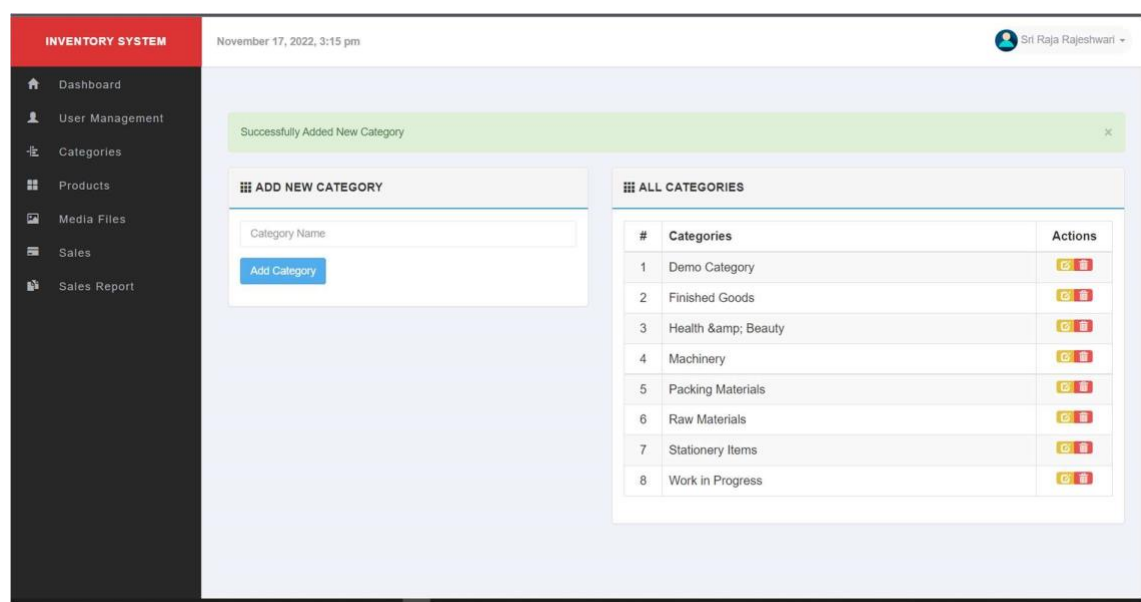 INVENTORY SYSTEM
November 17, 2022, 3:15 pm
Sri Raja Rajeshwari
Dashboard
User Management
Categories
Products
Media Files
Sales
Sales Report
Successfully Added New Category
×
ADD NEW CATEGORY
Category Name
Add Category
ALL CATEGORIES
# Categories Actions
1 Demo Category
2 Finished Goods
3 Health &amp; Beauty
4 Machinery
5 Packing Materials
6 Raw Materials
7 Stationery Items
8 Work in Progress